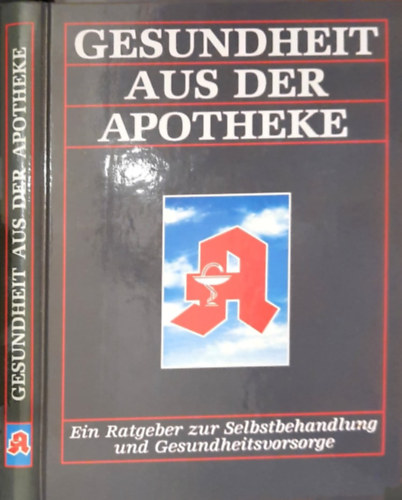 GESUNDHEIT
AUS DER
APOTHEKE
A
Ein Ratgeber zur Selbstbehandlung
und Gesundheitsvorsorge
GESUNDHEIT AUS DER APOTHEKE
A